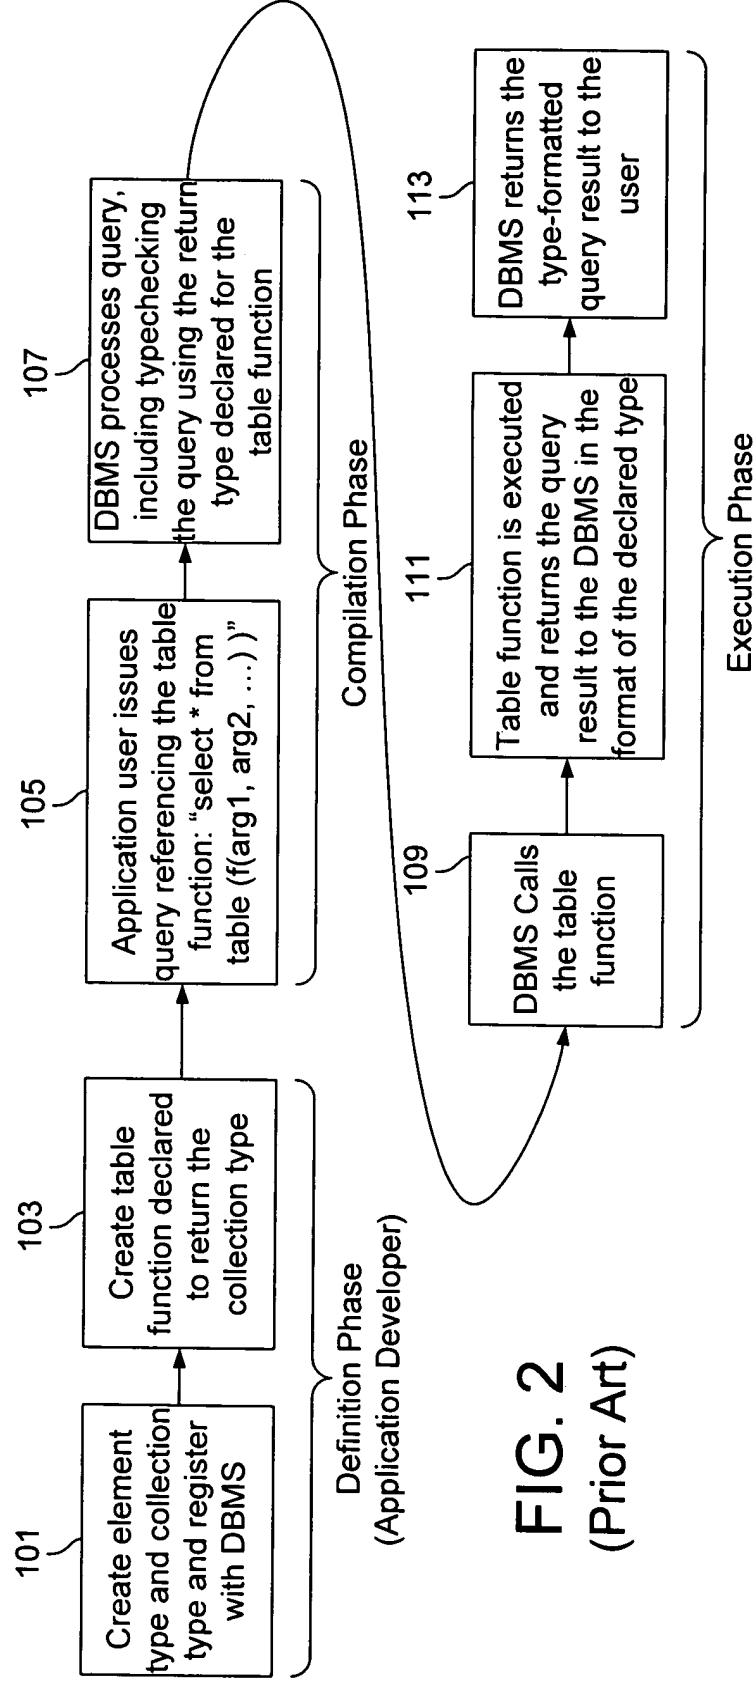 101
Create element
type and collection
type and register
with DBMS
103
Create table
function declared
to return the
collection type
Definition Phase
(Application Developer)
105
Application user issues
query referencing the table
function: “select * from
table (f(arg1, arg2, …) )”
107
DBMS processes query,
including typechecking
the query using the return
type declared for the
table function
Compilation Phase
109
DBMS Calls
the table
function
111
Table function is executed
and returns the query
result to the DBMS in the
format of the declared type
113
DBMS returns the
type-formatted
query result to the
user
Execution Phase
FIG. 2
(Prior Art)